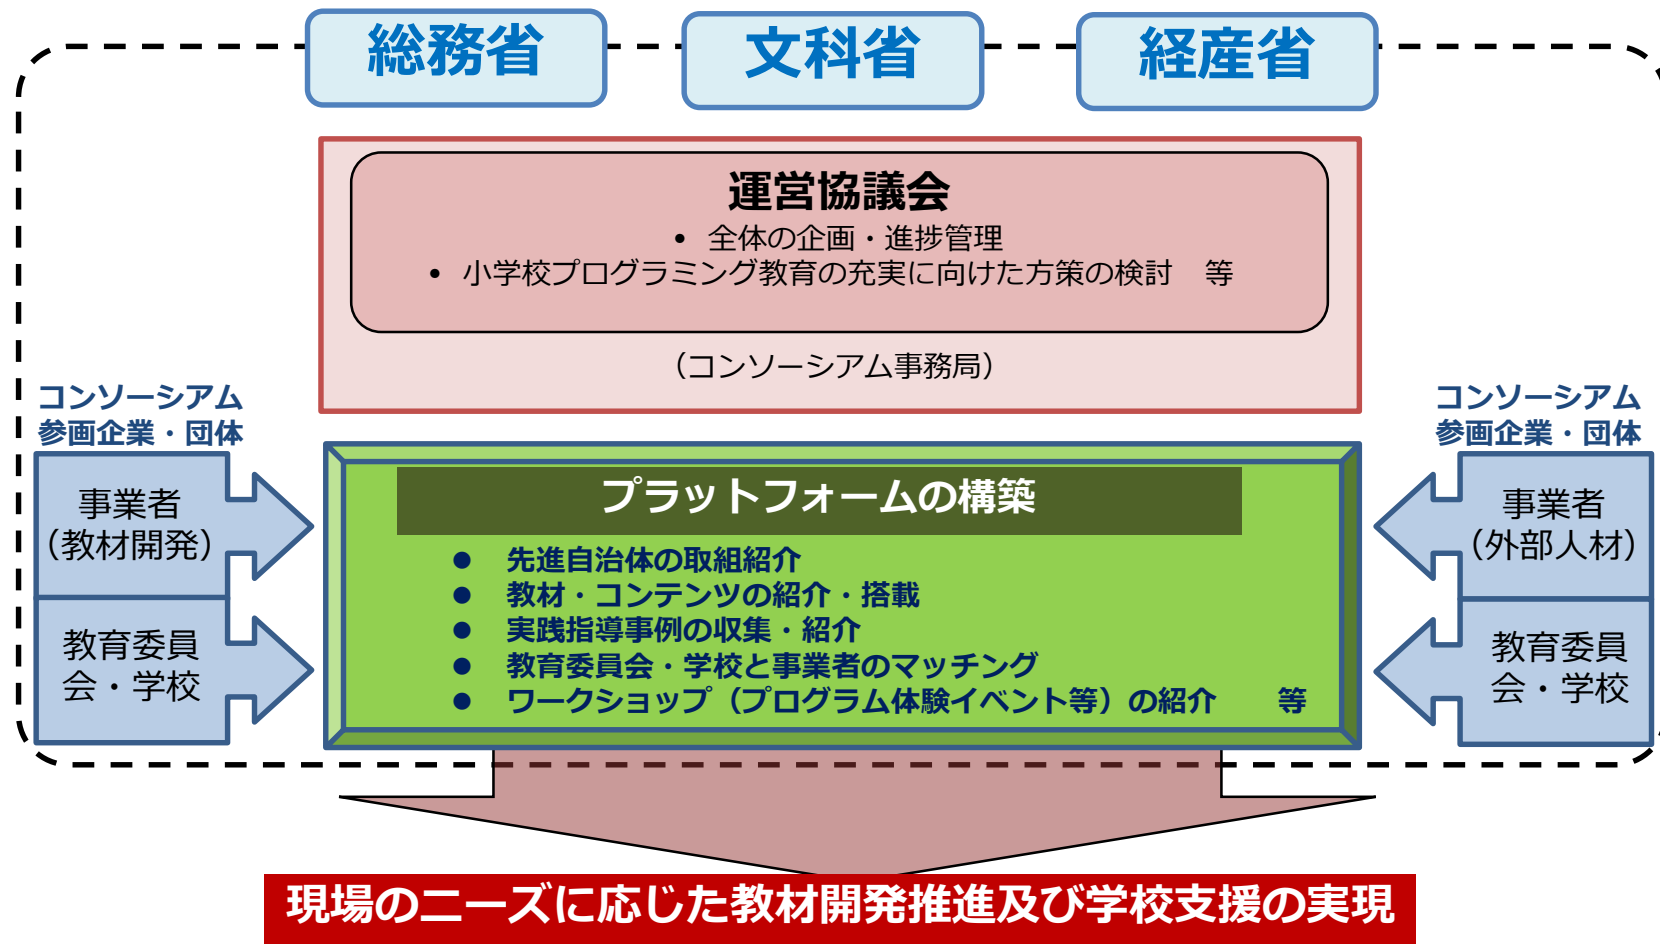 総務省
文科省
経産省
運営協議会
• 全体の企画・進捗管理
• 小学校プログラミング教育の充実に向けた方策の検討　等
（コンソーシアム事務局）
コンソーシアム
参画企業・団体
事業者
（教材開発）
教育委員
会・学校
プラットフォームの構築
● 先進自治体の取組紹介
● 教材・コンテンツの紹介・搭載
● 実践指導事例の収集・紹介
● 教育委員会・学校と事業者のマッチング
● ワークショップ（プログラム体験イベント等）の紹介　　等
コンソーシアム
参画企業・団体
事業者
（外部人材）
教育委員
会・学校
現場のニーズに応じた教材開発推進及び学校支援の実現